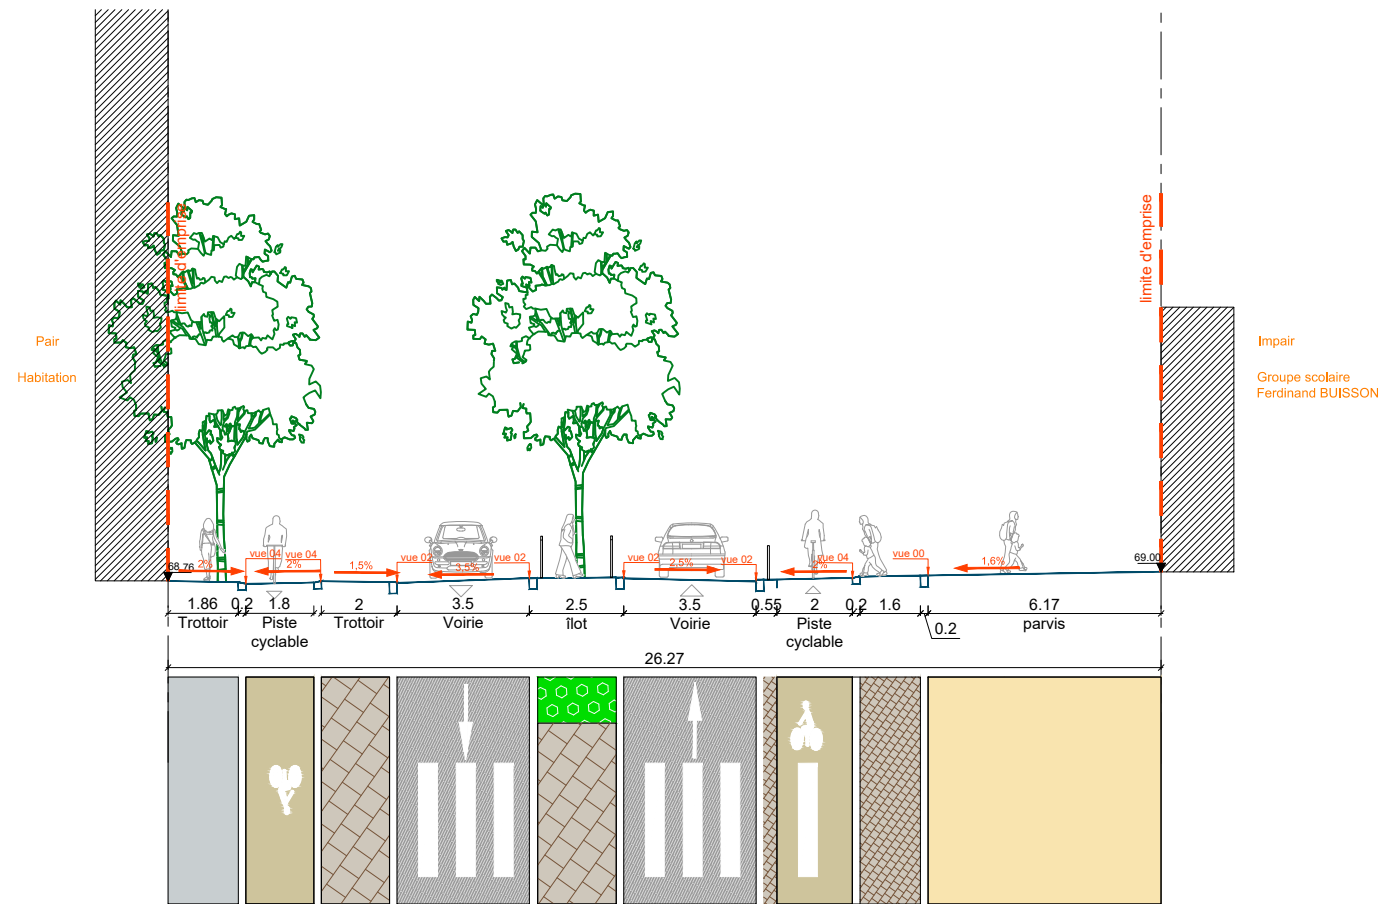 limite d'emprise
limite d'emprise
Pair
Habitation
Impair
Groupe scolaire
Ferdinand BUISSON
68.76
2%
vue 04
vue 04
2%
1,5%
vue 02
3,5%
vue 02
vue 02
2,5%
vue 02
2%
vue 04
vue 00
1,6%
69.00
1.86
0.2
1.8
2
3.5
2.5
3.5
0.55
2
0.2
1.6
0.2
6.17
Trottoir
Piste
cyclable
Trottoir
Voirie
îlot
Voirie
Piste
cyclable
parvis
26.27